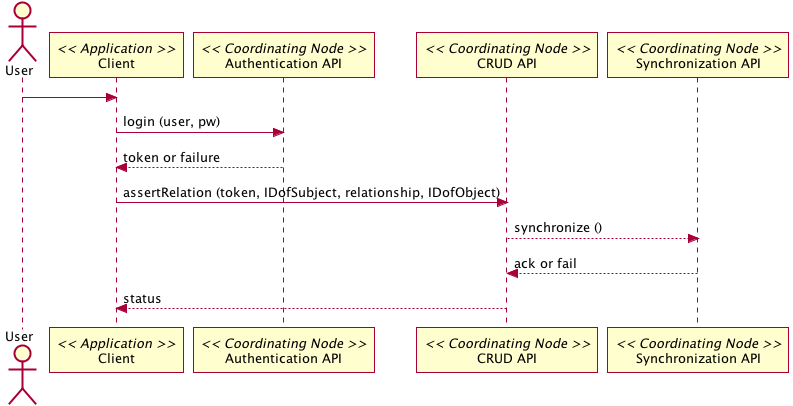 User
<< Application >>
Client
<< Coordinating Node >>
Authentication API
<< Coordinating Node >>
CRUD API
<< Coordinating Node >>
Synchronization API
login (user, pw)
token or failure
assertRelation (token, IDofSubject, relationship, IDofObject)
synchronize ()
ack or fail
status
User
<< Application >>
Client
<< Coordinating Node >>
Authentication API
<< Coordinating Node >>
CRUD API
<< Coordinating Node >>
Synchronization API